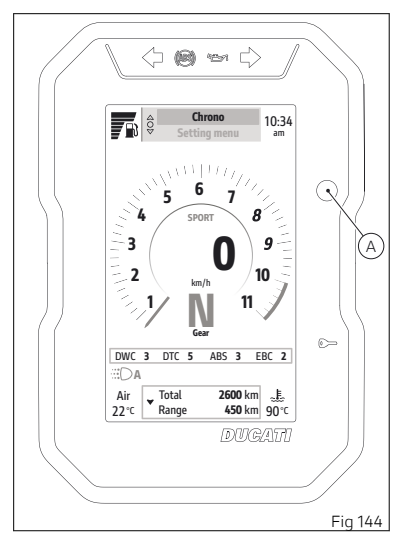 ABS
Chrono
Setting menu
10:34
am
1
2
3
4
5
6
7
8
9
10
11
SPORT
0
km/h
N
Gear
A
DWC 3 DTC 5 ABS 3 EBC 2
A
Air
22°C
Total 2600 km
Range 450 km
90°C
DUCATI
Fig 144